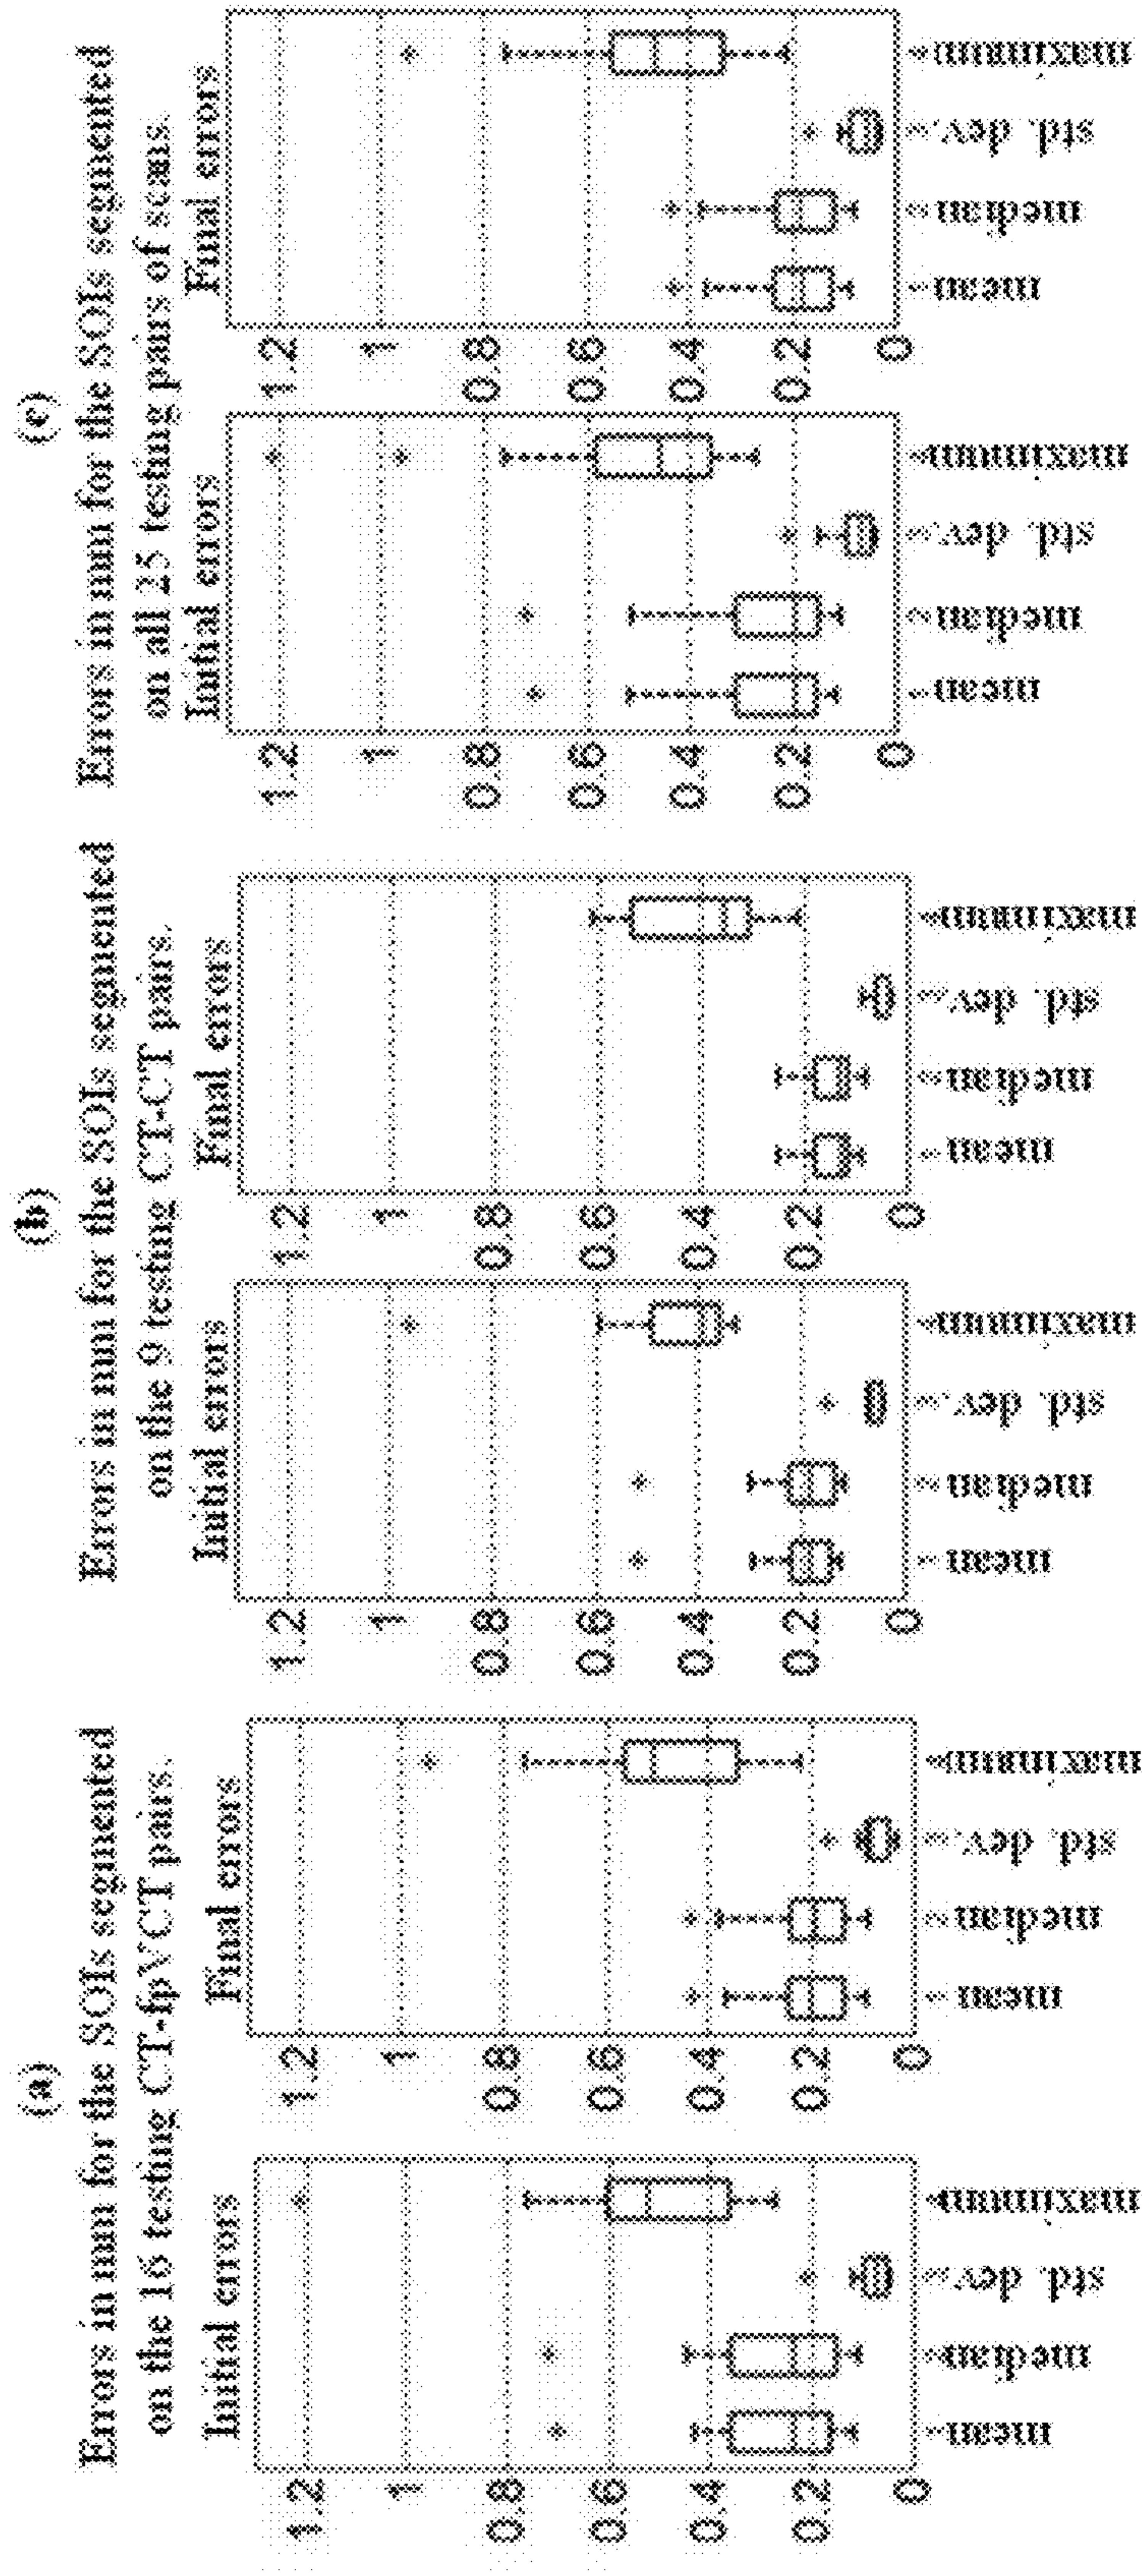 (a)
Errors in mm for the SOIs segmented
on the 16 testing CT-fpVCT pairs.
Initial errors
1.2
1
0.8
0.6
0.4
0.2
0
mean
median
std. dev.
maximum
Final errors
1.2
1
0.8
0.6
0.4
0.2
0
mean
median
std. dev.
maximum
(b)
Errors in mm for the SOIs segmented
on the 9 testing CT-CT pairs.
Initial errors
1.2
1
0.8
0.6
0.4
0.2
0
mean
median
std. dev.
maximum
Final errors
1.2
1
0.8
0.6
0.4
0.2
0
mean
median
std. dev.
maximum
(c)
Errors in mm for the SOIs segmented
on all 25 testing pairs of scans.
Initial errors
1.2
1
0.8
0.6
0.4
0.2
0
mean
median
std. dev.
maximum
Final errors
1.2
1
0.8
0.6
0.4
0.2
0
mean
median
std. dev.
maximum